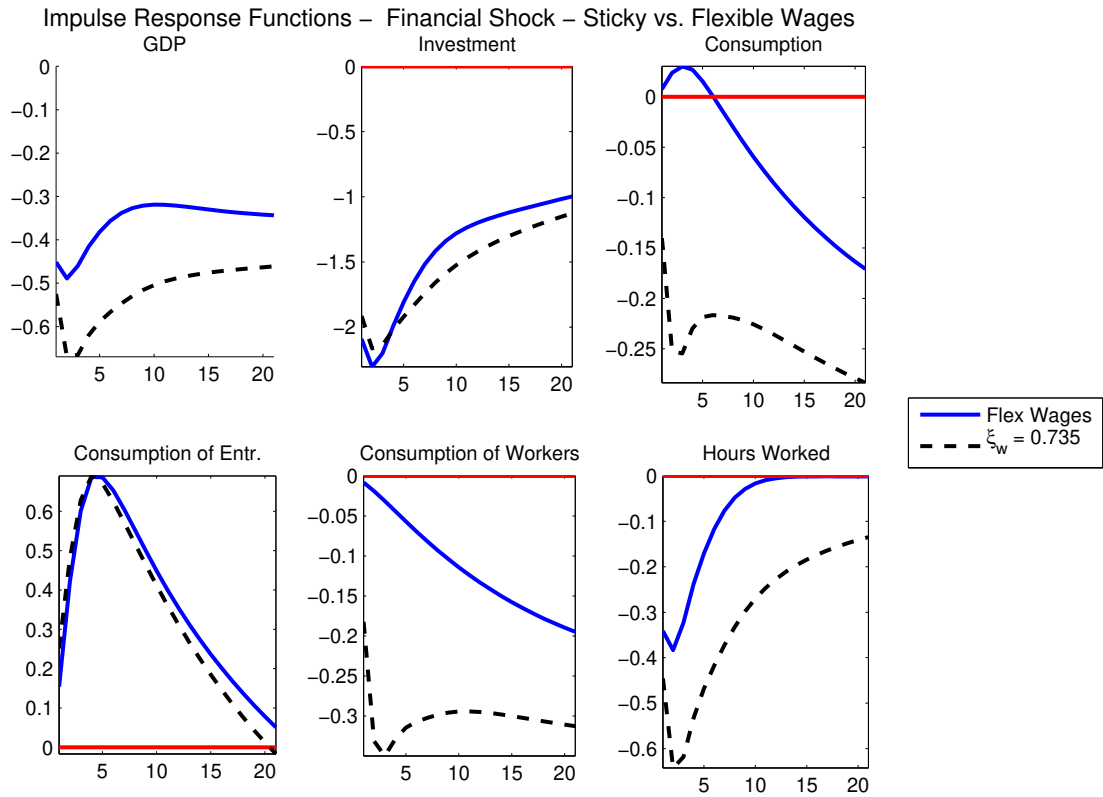 Impulse Response Functions – Financial Shock – Sticky vs. Flexible Wages
GDP
0
−0.1
−0.2
−0.3
−0.4
−0.5
−0.6
5 10 15 20
Investment
0
−0.5
−1
−1.5
−2
5 10 15 20
Consumption
0
−0.05
−0.1
−0.15
−0.2
−0.25
5 10 15 20
Consumption of Entr.
0.6
0.5
0.4
0.3
0.2
0.1
0
5 10 15 20
Consumption of Workers
0
−0.05
−0.1
−0.15
−0.2
−0.25
−0.3
5 10 15 20
Hours Worked
0
−0.1
−0.2
−0.3
−0.4
−0.5
−0.6
5 10 15 20
Flex Wages
ξw = 0.735